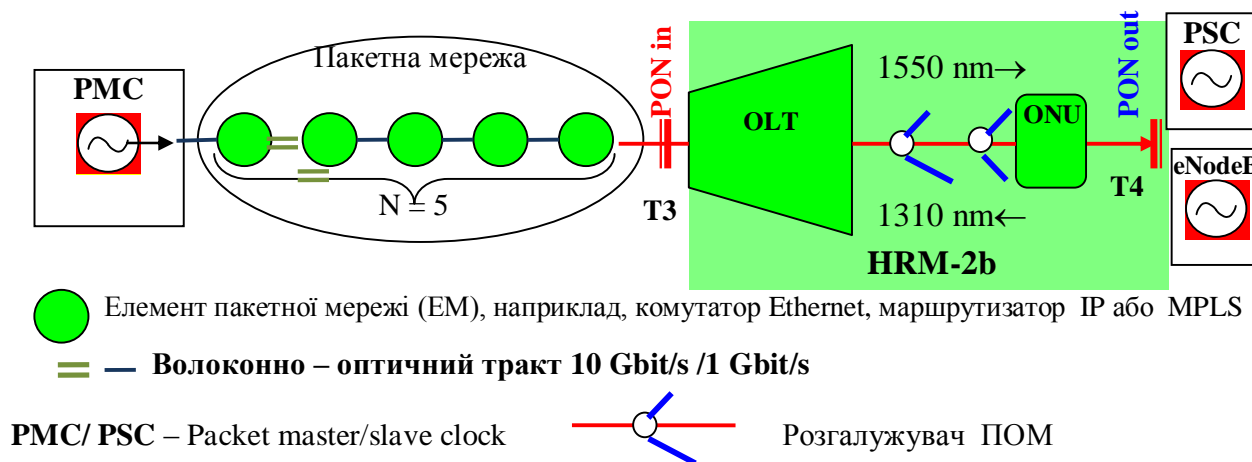 Пакетна мережа
PMC
N = 5
PON in
T3
OLT
1550 nm→
1310 nm←
ONU
HRM-2b
PON out
T4
PSC
eNodeB
Елемент пакетної мережі (ЕМ), наприклад, комутатор Ethernet, маршрутизатор IP або MPLS
Волоконно – оптичний тракт 10 Gbit/s /1 Gbit/s
PMC/ PSC – Packet master/slave clock
Розгалужувач ПОМ